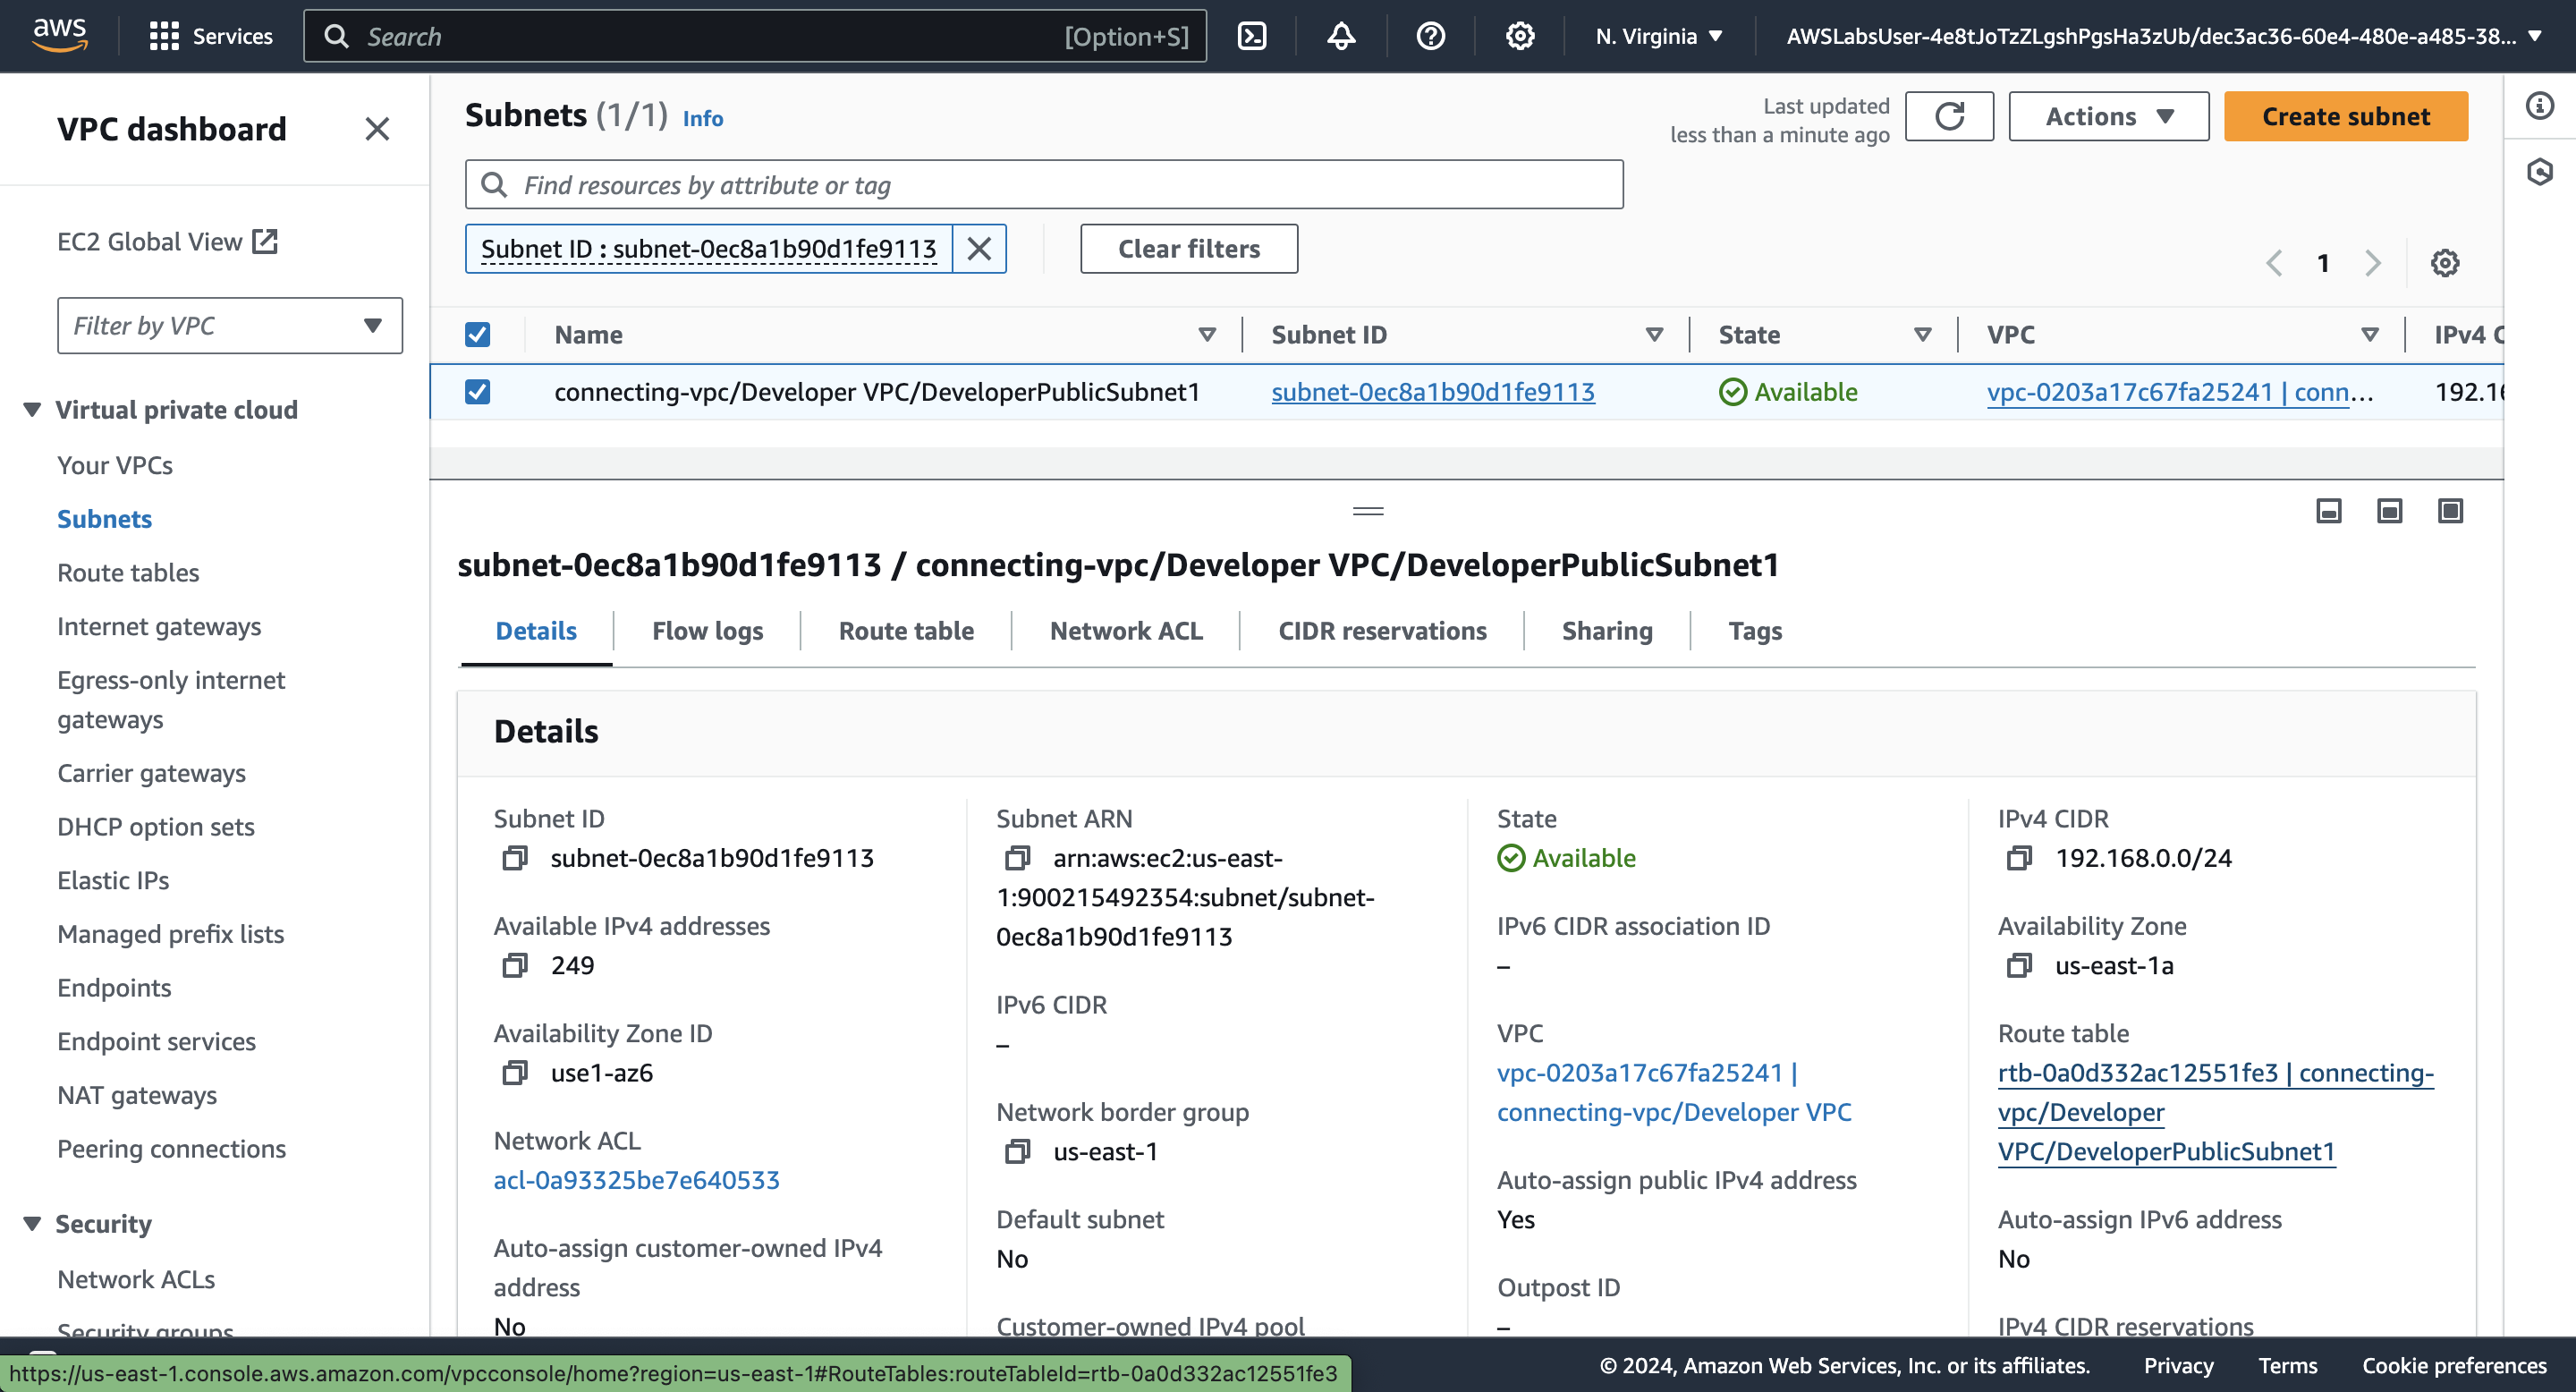 aws
Services
Search
[Option+S]
N. Virginia
AWSLabsUser-4e8tJoTzZLgshPgsHa3zUb/dec3ac36-60e4-480e-a485-38...
VPC dashboard
EC2 Global View
Filter by VPC
Virtual private cloud
Your VPCs
Subnets
Route tables
Internet gateways
Egress-only internet
gateways
Carrier gateways
DHCP option sets
Elastic IPs
Managed prefix lists
Endpoints
Endpoint services
NAT gateways
Peering connections
Security
Network ACLs
Security groups
Subnets (1/1) Info
Last updated
less than a minute ago
Actions
Create subnet
Find resources by attribute or tag
Subnet ID : subnet-0ec8a1b90d1fe9113
Clear filters
1
Name
Subnet ID
State
VPC
IPv4 C
connecting-vpc/Developer VPC/DeveloperPublicSubnet1
subnet-0ec8a1b90d1fe9113
Available
vpc-0203a17c67fa25241 | conn...
192.16
subnet-0ec8a1b90d1fe9113 / connecting-vpc/Developer VPC/DeveloperPublicSubnet1
Details
Flow logs
Route table
Network ACL
CIDR reservations
Sharing
Tags
Details
Subnet ID
subnet-0ec8a1b90d1fe9113
Available IPv4 addresses
249
Availability Zone ID
use1-az6
Network ACL
acl-0a93325be7e640533
Auto-assign customer-owned IPv4
address
No
Subnet ARN
arn:aws:ec2:us-east-
1:900215492354:subnet/subnet-
0ec8a1b90d1fe9113
IPv6 CIDR
–
Network border group
us-east-1
Default subnet
No
Customer-owned IPv4 pool
State
Available
IPv6 CIDR association ID
–
VPC
vpc-0203a17c67fa25241 |
connecting-vpc/Developer VPC
Auto-assign public IPv4 address
Yes
Outpost ID
–
IPv4 CIDR
192.168.0.0/24
Availability Zone
us-east-1a
Route table
rtb-0a0d332ac12551fe3 | connecting-
vpc/Developer
VPC/DeveloperPublicSubnet1
Auto-assign IPv6 address
No
IPv4 CIDR reservations
https://us-east-1.console.aws.amazon.com/vpcconsole/home?region=us-east-1#RouteTables:routeTableId=rtb-0a0d332ac12551fe3
© 2024, Amazon Web Services, Inc. or its affiliates.
Privacy
Terms
Cookie preferences